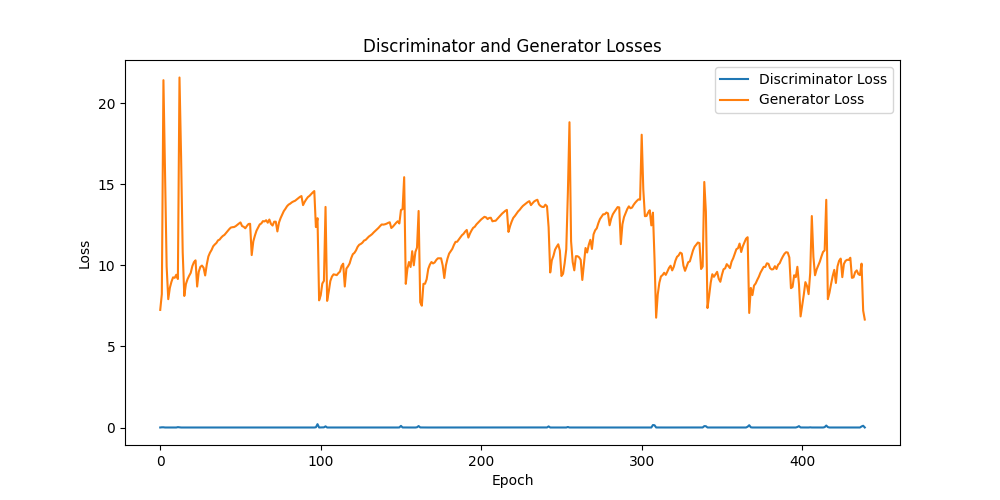 Discriminator and Generator Losses
Discriminator Loss
Generator Loss
20
15
10
5
0
Loss
0 100 200 300 400
Epoch